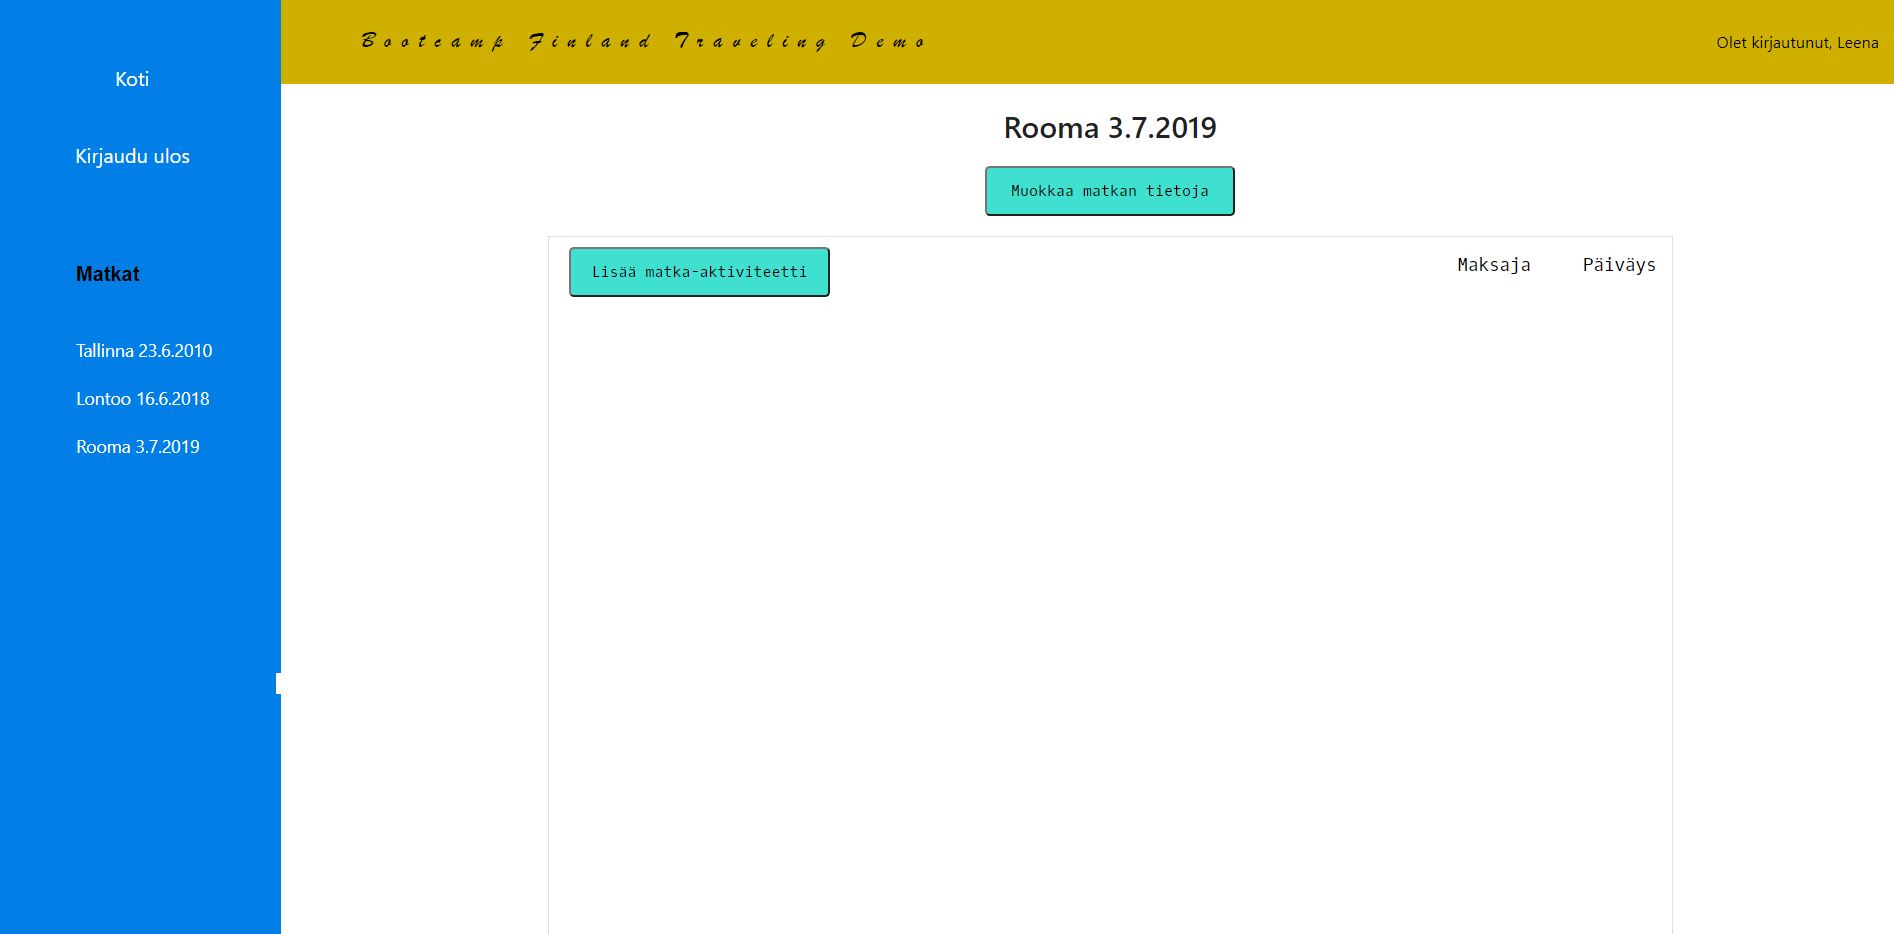 Bootcamp Finland Traveling Demo
Olet kirjautunut, Leena
Koti
Kirjaudu ulos
Matkat
Tallinna 23.6.2010
Lontoo 16.6.2018
Rooma 3.7.2019
Rooma 3.7.2019
Muokkaa matkan tietoja
Lisää matka-aktiviteetti
Maksaja
Päiväys